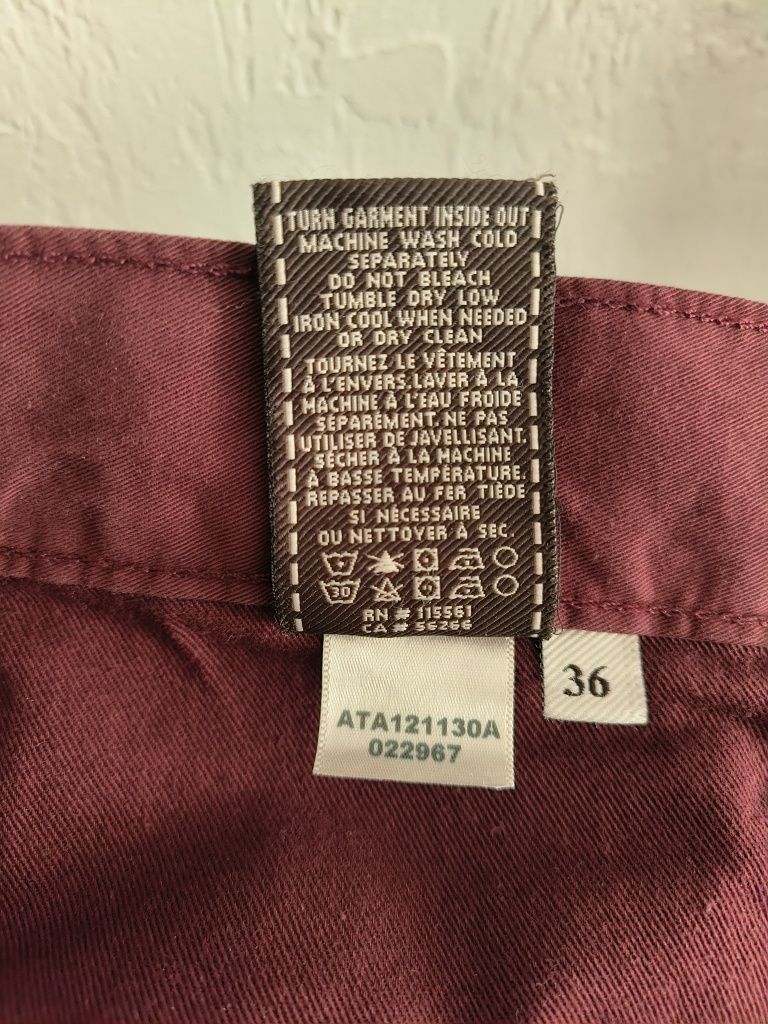 TURN GARMENT INSIDE OUT
MACHINE WASH COLD
SEPARATELY
DO NOT BLEACH
TUMBLE DRY LOW
IRON COOL WHEN NEEDED
OR DRY CLEAN
TOURNEZ LE VÊTEMENT
À L'ENVERS.LAVER À LA
MACHINE À L'EAU FROIDE
SÉPARÉMENT. NE PAS
UTILISER DE JAVELLISANT.
SÉCHER À LA MACHINE
À BASSE TEMPÉRATURE.
REPASSER AU FER TIÈDE
SI NÉCESSAIRE
OU NETTOYER À SEC.
30
RN # 115561
CA # 56266
ATA121130A
022967
36